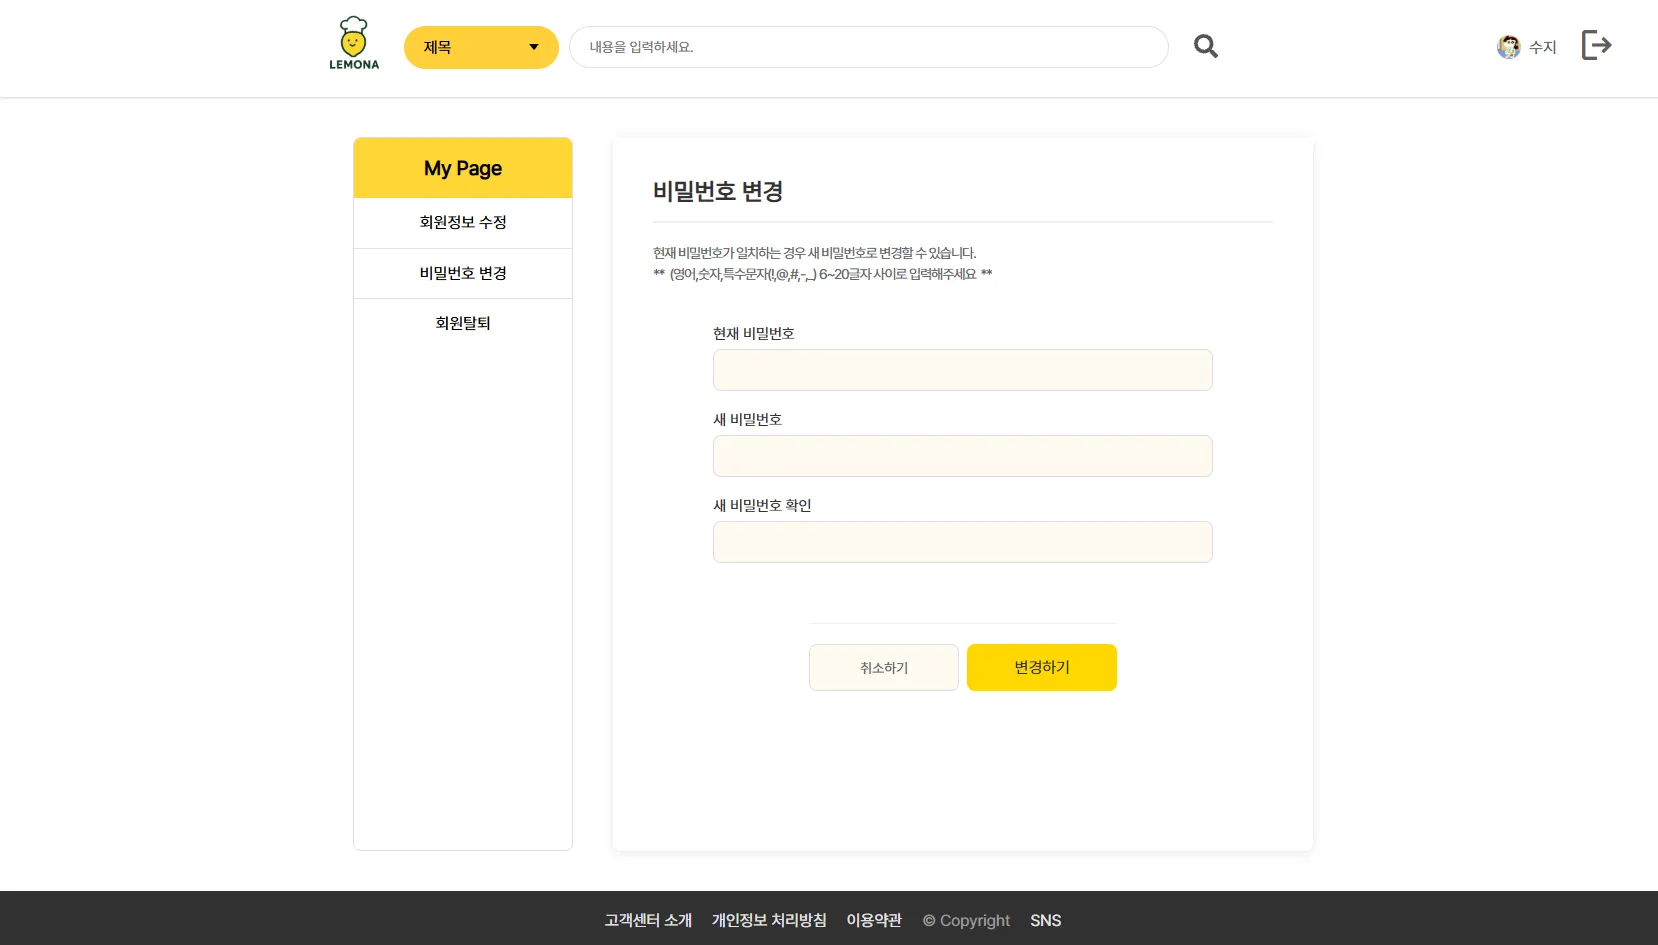 LEMONA
제목
내용을 입력하세요.
수지
My Page
회원정보 수정
비밀번호 변경
회원탈퇴
비밀번호 변경
현재 비밀번호가 일치하는 경우 새 비밀번호로 변경할 수 있습니다.
** (영어,숫자,특수문자(!,@,#,-,_) 6~20글자 사이로 입력해주세요 **
현재 비밀번호
새 비밀번호
새 비밀번호 확인
취소하기
변경하기
고객센터 소개 개인정보 처리방침 이용약관 © Copyright SNS